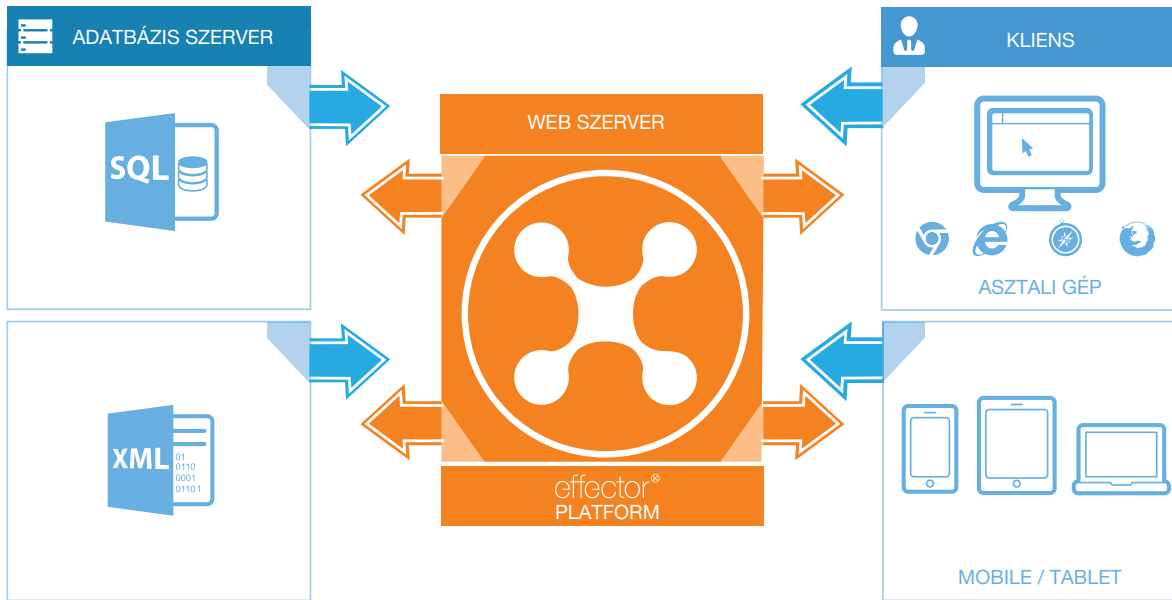 ADATBÁZIS SZERVER
SQL
XML
01
0110
0001
01101
WEB SZERVER
effector®
PLATFORM
KLIENS
ASZTALI GÉP
MOBILE / TABLET